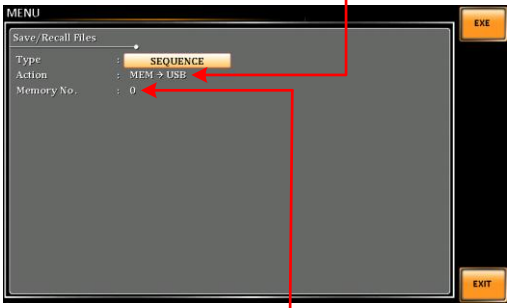 MENU
EXE
Save/Recall Files
Type : SEQUENCE
Action : MEM → USB
Memory No. : 0
EXIT